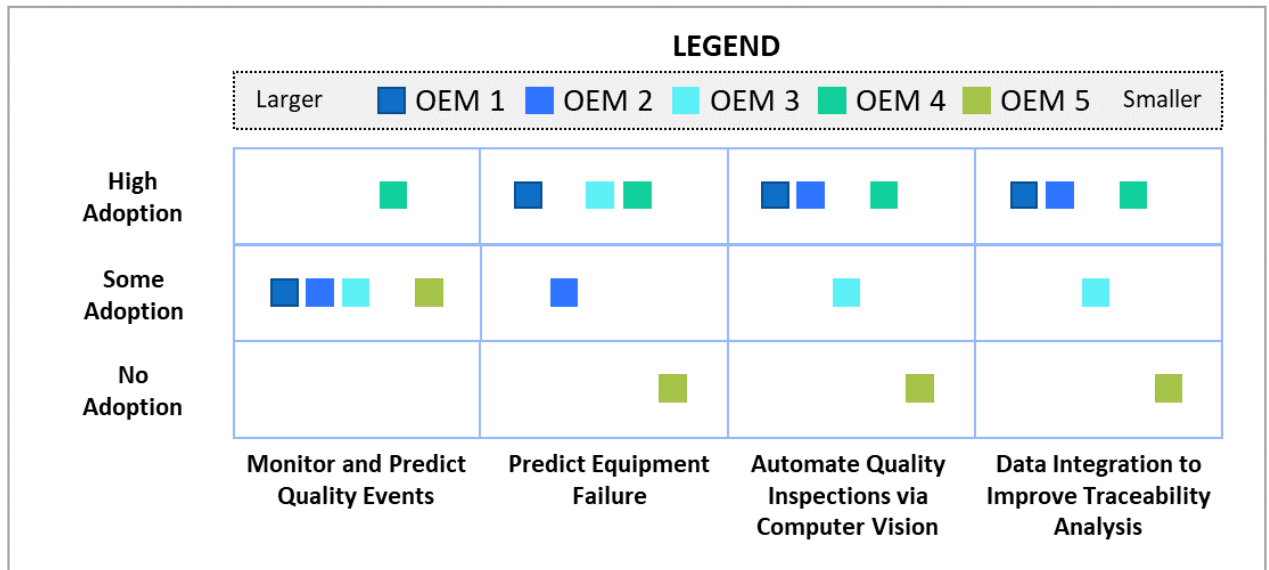 LEGEND
Larger OEM 1 OEM 2 OEM 3 OEM 4 OEM 5 Smaller
High
Adoption
Some
Adoption
No
Adoption
Monitor and Predict
Quality Events
Predict Equipment
Failure
Automate Quality
Inspections via
Computer Vision
Data Integration to
Improve Traceability
Analysis